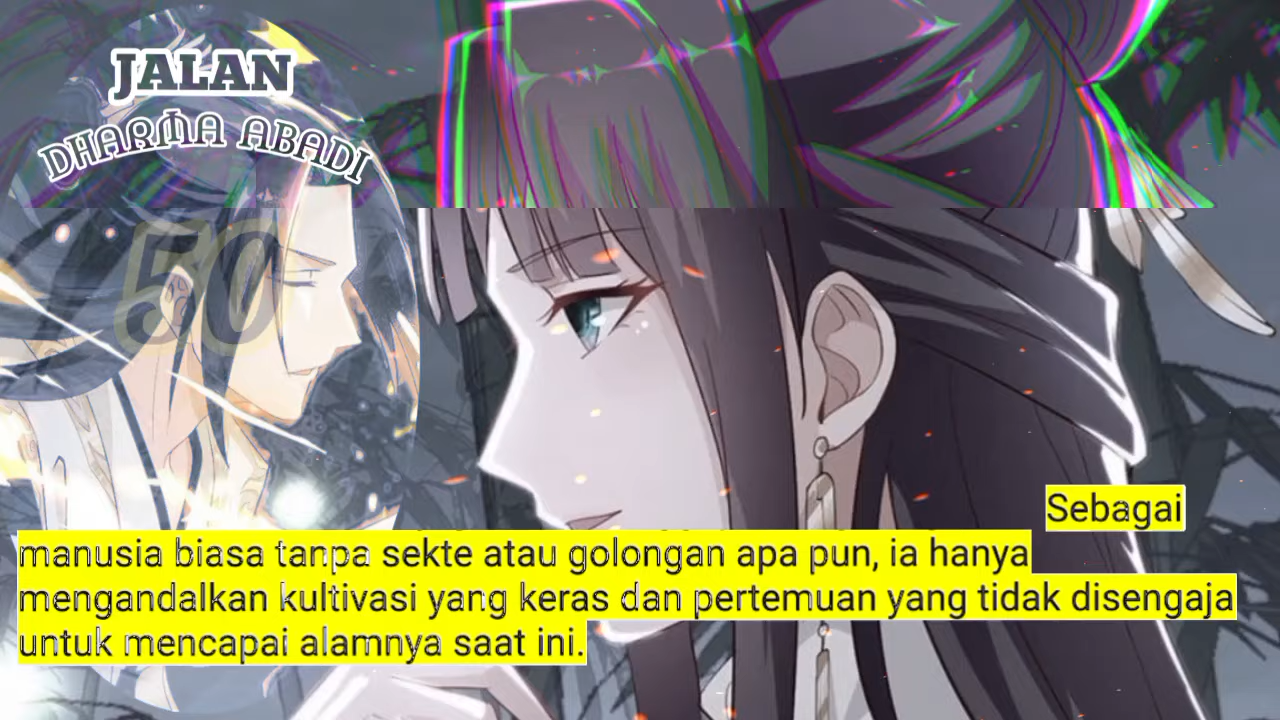 JALAN
DHARMA ABADI
50
Sebagai
manusia biasa tanpa sekte atau golongan apa pun, ia hanya
mengandalkan kultivasi yang keras dan pertemuan yang tidak disengaja
untuk mencapai alamnya saat ini.